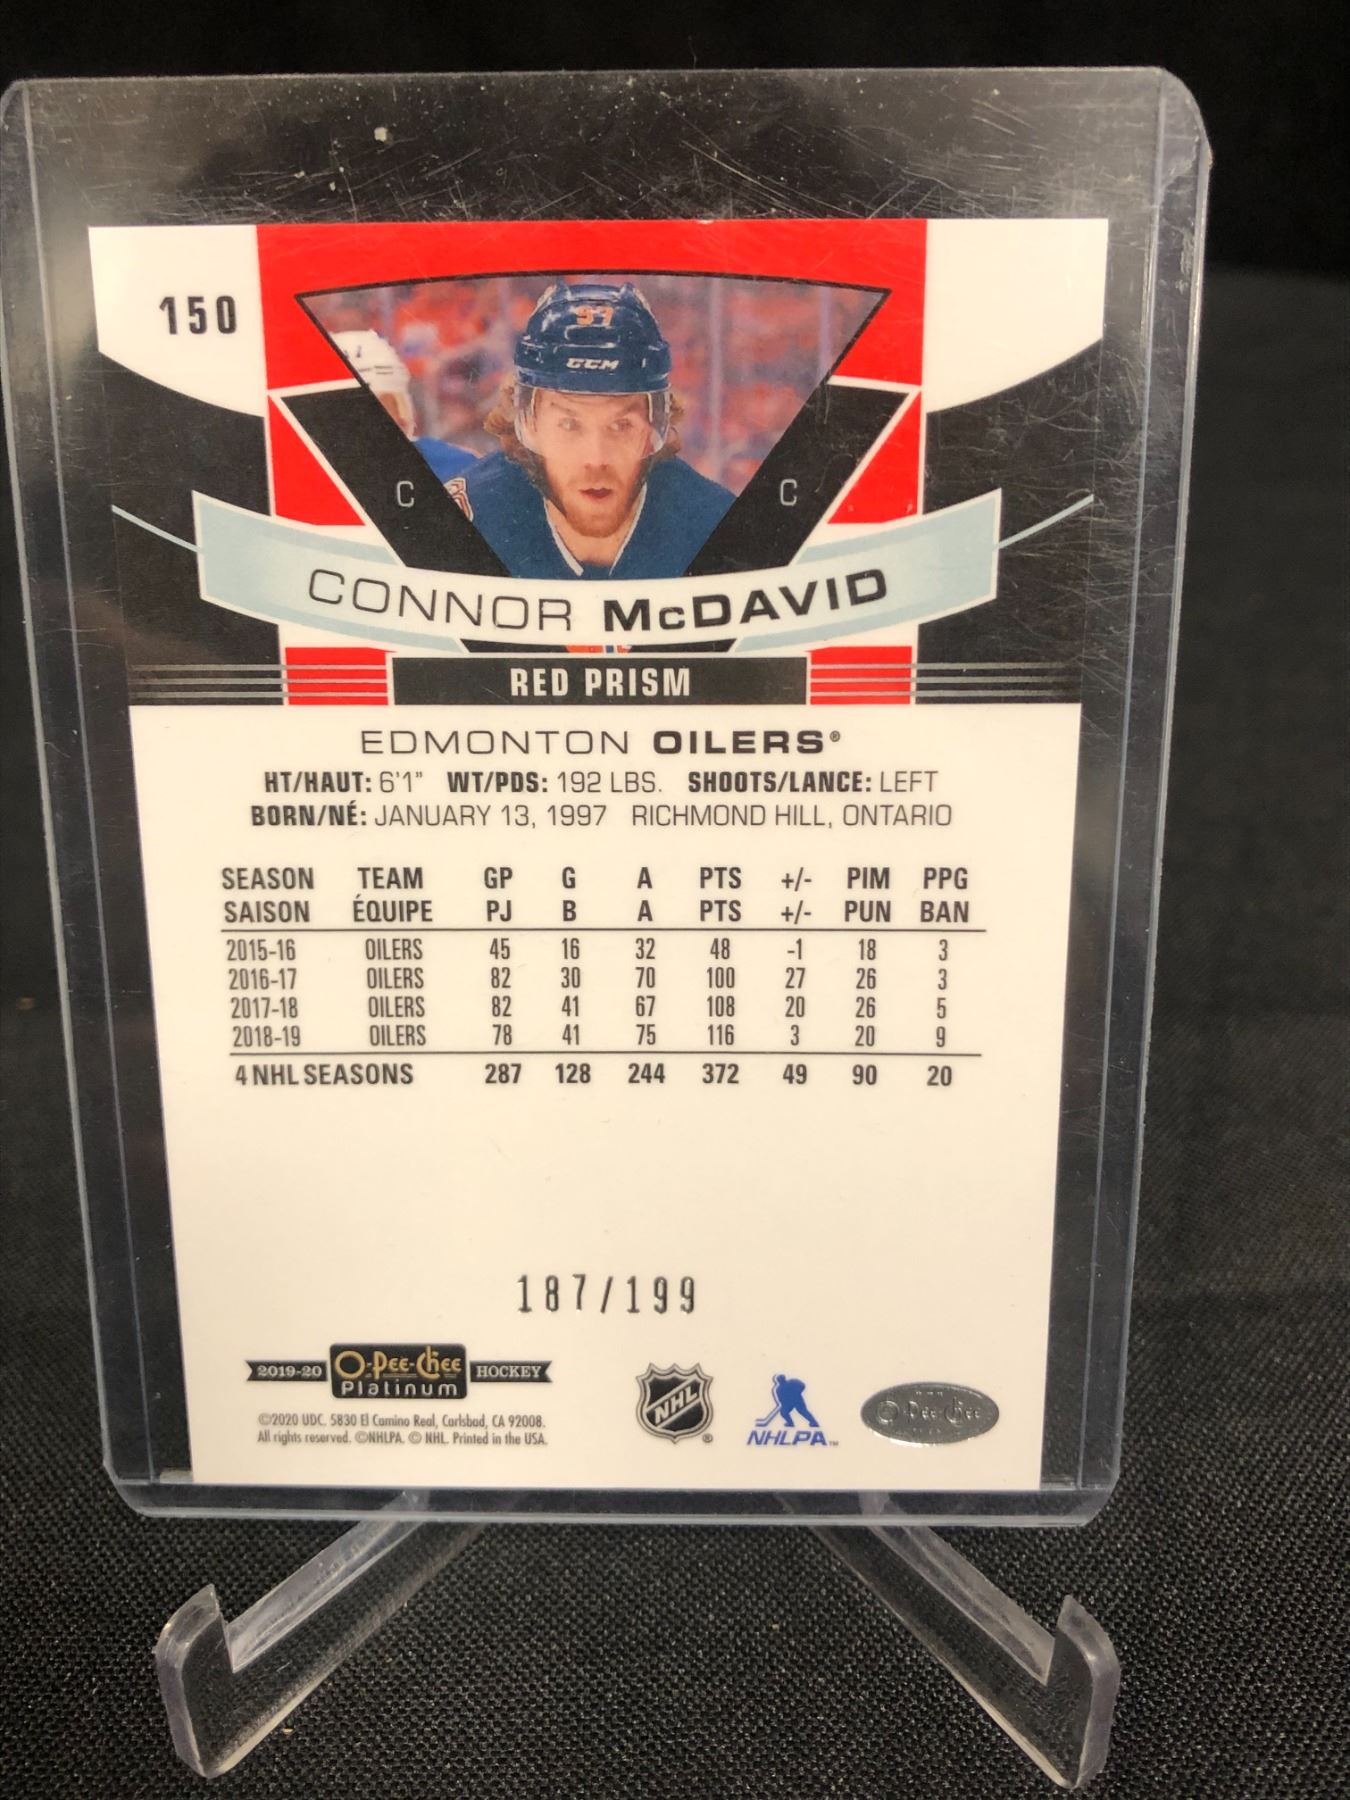 150
97
CCM
C C
CONNOR McDAVID
RED PRISM
EDMONTON OILERS®
HT/HAUT: 6'1" WT/PDS: 192 LBS. SHOOTS/LANCE: LEFT
BORN/NÉ: JANUARY 13, 1997 RICHMOND HILL, ONTARIO
SEASON TEAM GP G A PTS +/- PIM PPG
SAISON ÉQUIPE PJ B A PTS +/- PUN BAN
2015-16 OILERS 45 16 32 48 -1 18 3
2016-17 OILERS 82 30 70 100 27 26 3
2017-18 OILERS 82 41 67 108 20 26 5
2018-19 OILERS 78 41 75 116 3 20 9
4 NHL SEASONS 287 128 244 372 49 90 20
187/199
2019-20 O-Pee-Chee HOCKEY
Platinum
©2020 UDC. 5830 El Camino Real, Carlsbad, CA 92008.
All rights reserved. ©NHLPA. © NHL. Printed in the USA.
NHL®
NHLPA™
O-Pee-Chee